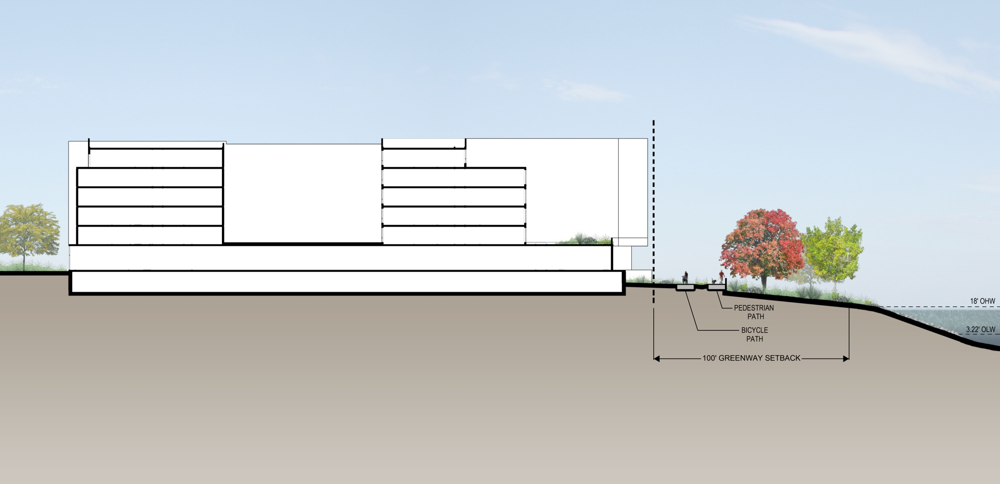 18' OHW
PEDESTRIAN
PATH
3.22' OLW
BICYCLE
PATH
100' GREENWAY SETBACK